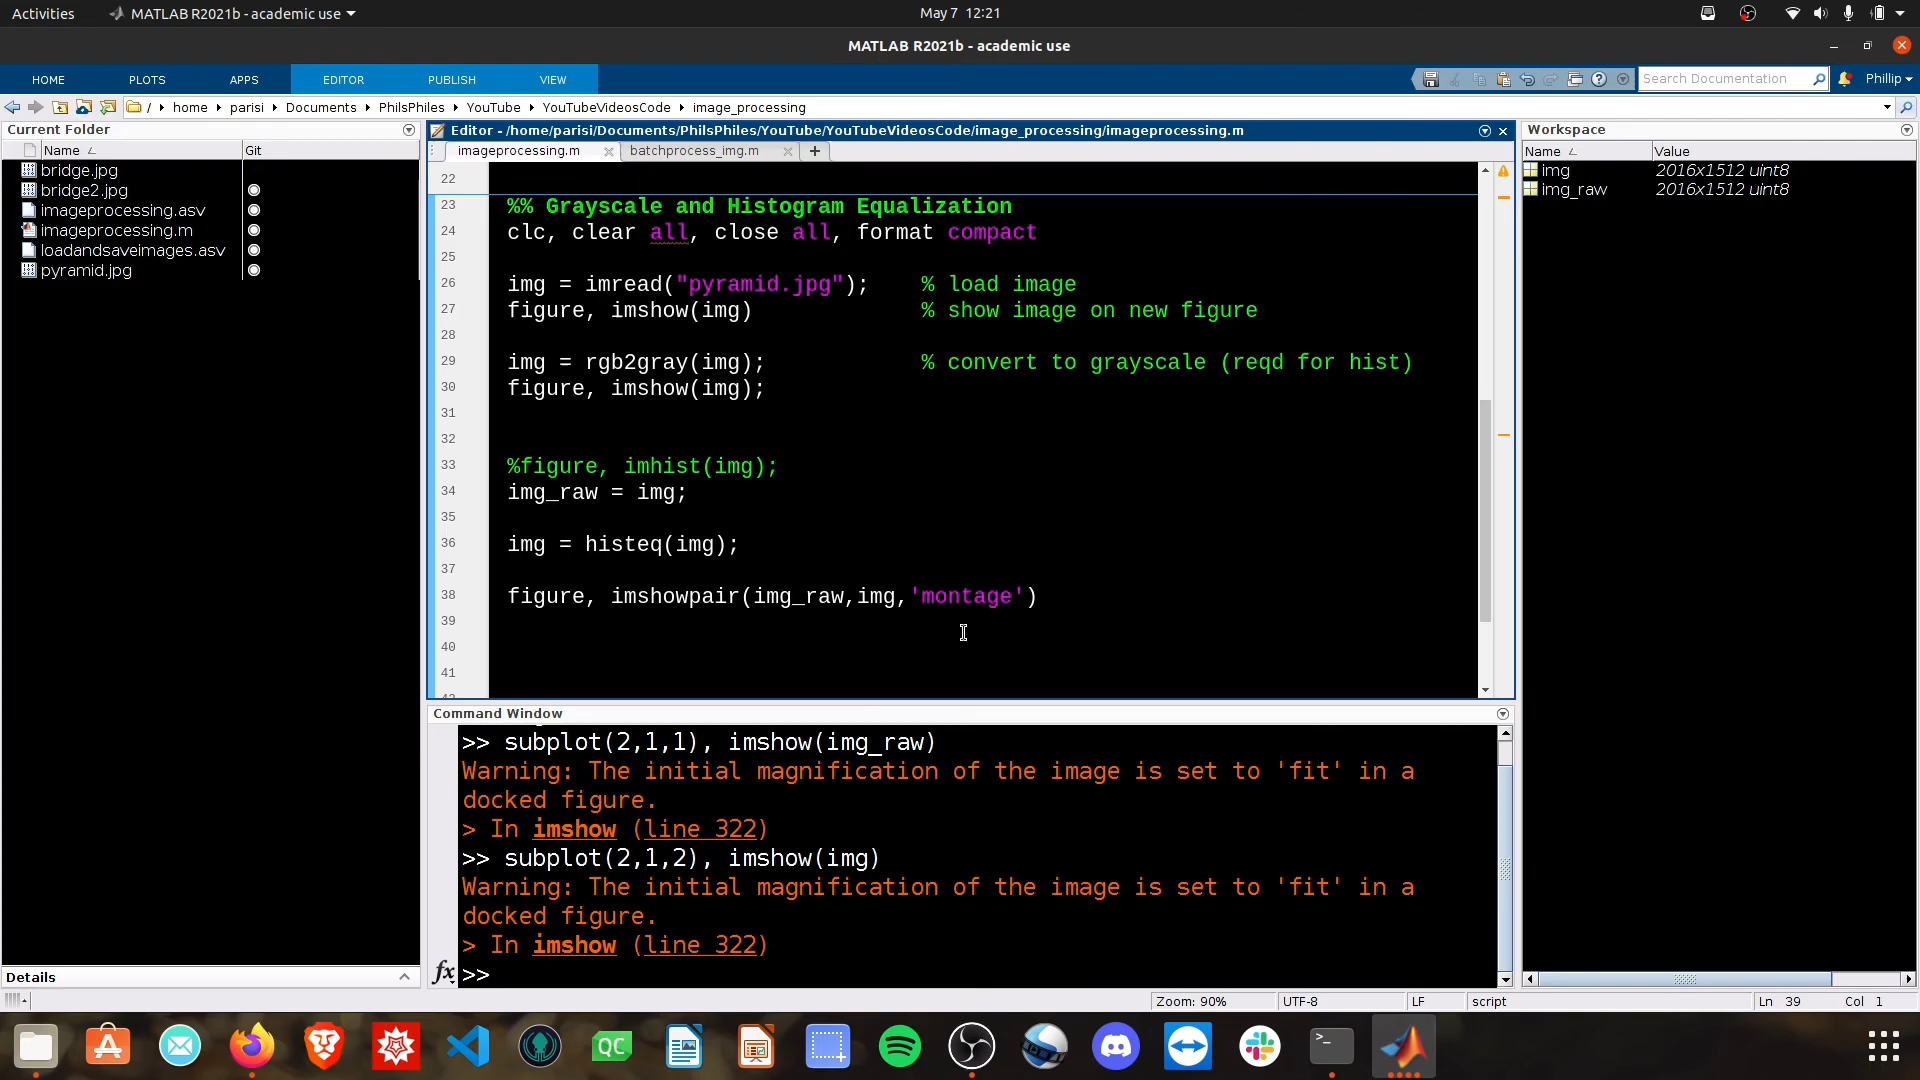 Activities
MATLAB R2021b - academic use
May 7 12:21
MATLAB R2021b - academic use
HOME PLOTS APPS EDITOR PUBLISH VIEW
Search Documentation
Phillip
/ home parisi Documents PhilsPhiles YouTube YouTubeVideosCode image_processing
Current Folder
Name Git
bridge.jpg
bridge2.jpg
imageprocessing.asv
imageprocessing.m
loadandsaveimages.asv
pyramid.jpg
Details
Editor - /home/parisi/Documents/PhilsPhiles/YouTube/YouTubeVideosCode/image_processing/imageprocessing.m
imageprocessing.m batchprocess_img.m +
22
23 %% Grayscale and Histogram Equalization
24 clc, clear all, close all, format compact
25
26 img = imread("pyramid.jpg"); % load image
27 figure, imshow(img) % show image on new figure
28
29 img = rgb2gray(img); % convert to grayscale (reqd for hist)
30 figure, imshow(img);
31
32
33 %figure, imhist(img);
34 img_raw = img;
35
36 img = histeq(img);
37
38 figure, imshowpair(img_raw,img,'montage')
39
40
41
Command Window
>> subplot(2,1,1), imshow(img_raw)
Warning: The initial magnification of the image is set to 'fit' in a
docked figure.
> In imshow (line 322)
>> subplot(2,1,2), imshow(img)
Warning: The initial magnification of the image is set to 'fit' in a
docked figure.
> In imshow (line 322)
fx >>
Workspace
Name Value
img 2016x1512 uint8
img_raw 2016x1512 uint8
Zoom: 90% UTF-8 LF script Ln 39 Col 1
QC
>_